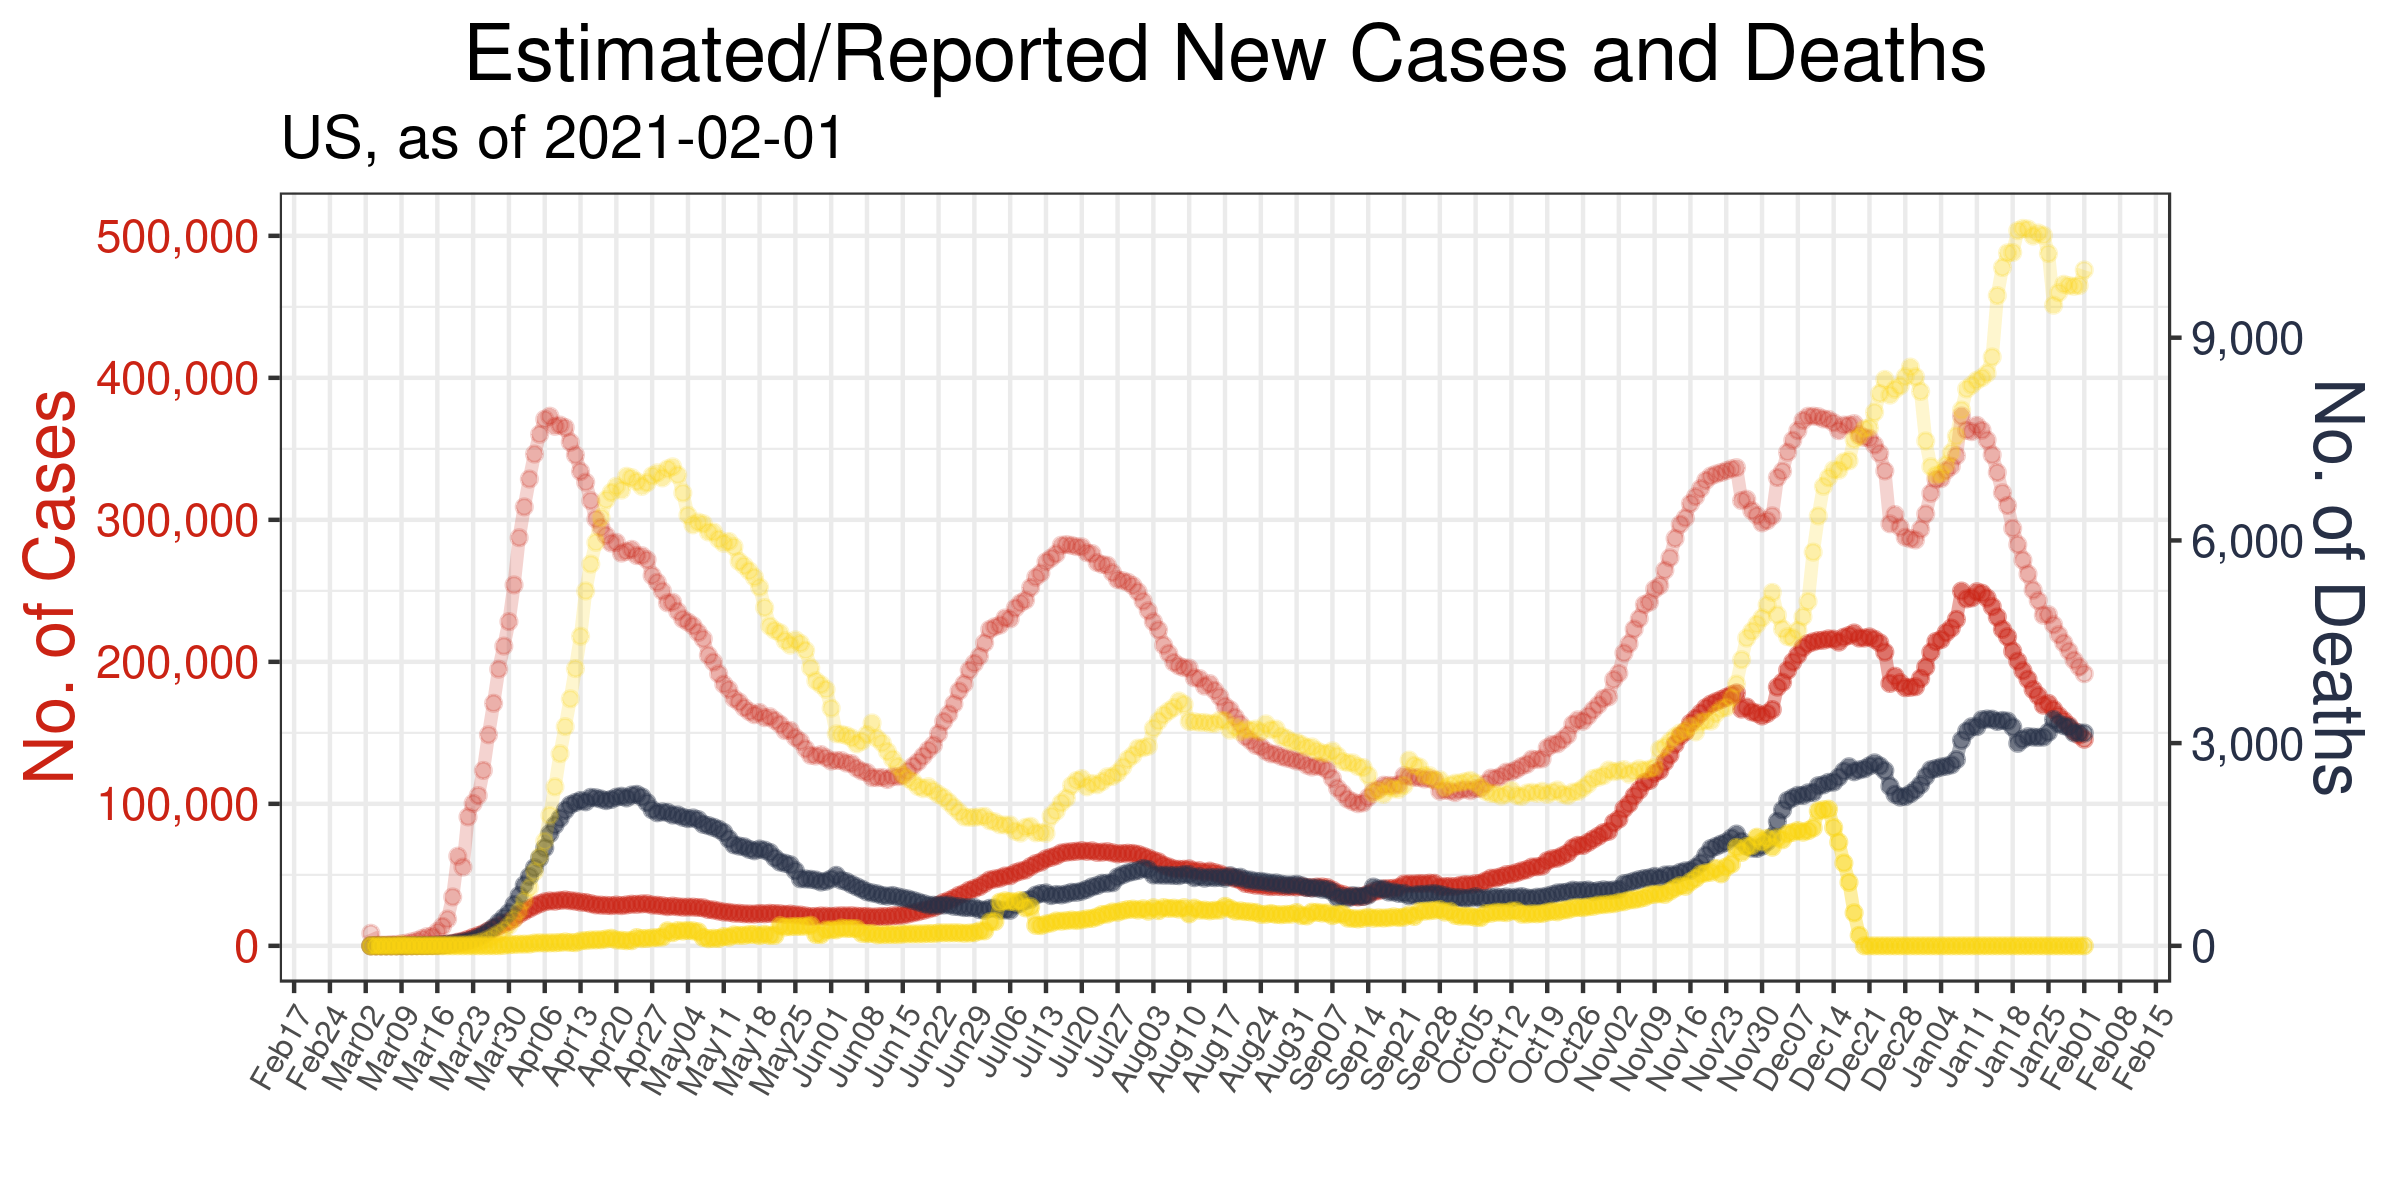 Estimated/Reported New Cases and Deaths
US, as of 2021-02-01
No. of Cases
500,000
400,000
300,000
200,000
100,000
0
9,000
6,000
3,000
0
No. of Deaths
Feb17
Feb24
Mar02
Mar09
Mar16
Mar23
Mar30
Apr06
Apr13
Apr20
Apr27
May04
May11
May18
May25
Jun01
Jun08
Jun15
Jun22
Jun29
Jul06
Jul13
Jul20
Jul27
Aug03
Aug10
Aug17
Aug24
Aug31
Sep07
Sep14
Sep21
Sep28
Oct05
Oct12
Oct19
Oct26
Nov02
Nov09
Nov16
Nov23
Nov30
Dec07
Dec14
Dec21
Dec28
Jan04
Jan11
Jan18
Jan25
Feb01
Feb08
Feb15